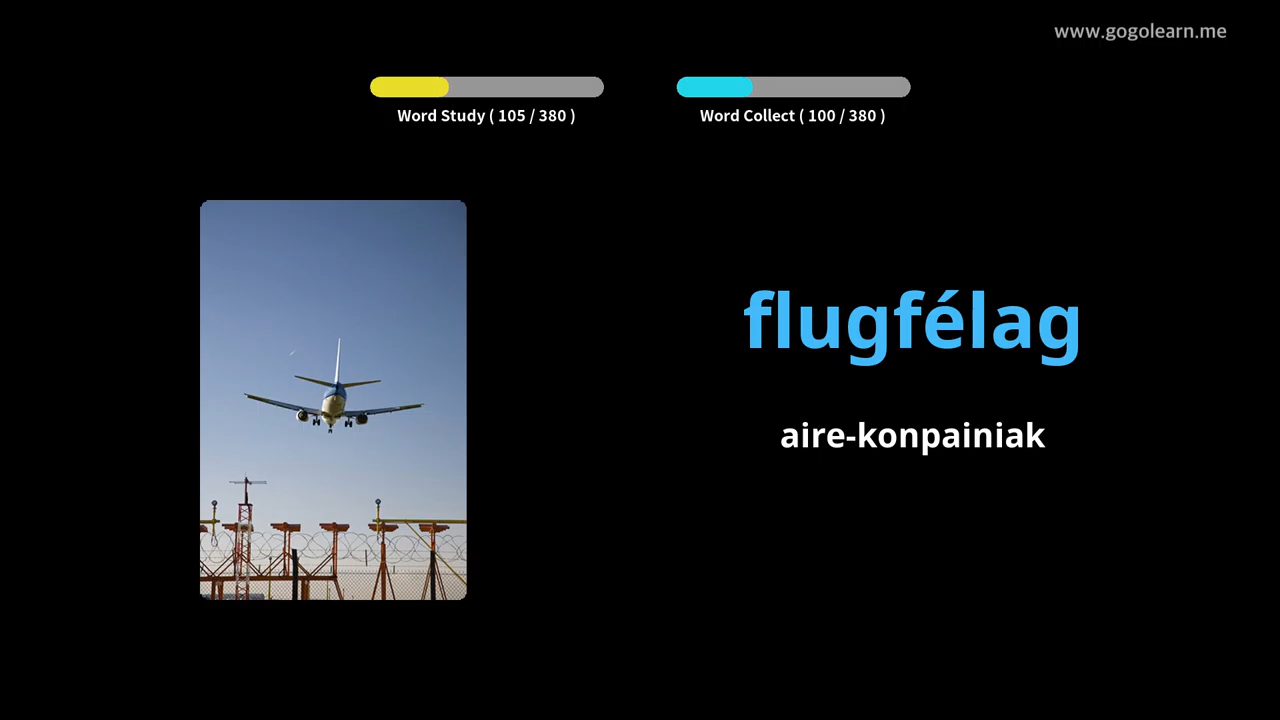 www.gogolearn.me
Word Study ( 105 / 380 )
Word Collect ( 100 / 380 )
flugfélag
aire-konpainiak